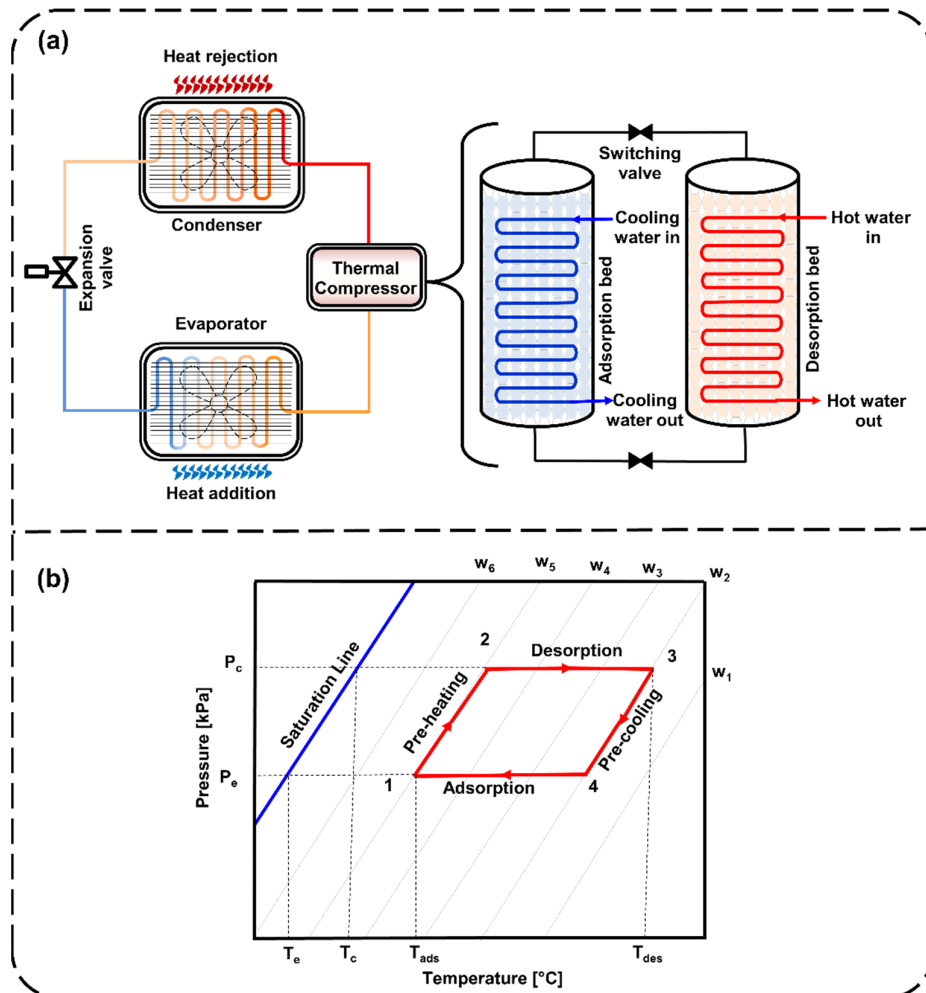 (a)
Heat rejection
Condenser
Expansion
valve
Thermal
Compressor
Evaporator
Heat addition
Switching
valve
Cooling
water in
Adsorption bed
Cooling
water out
Hot water
in
Desorption bed
Hot water
out
(b)
w6 w5 w4 w3 w2
w1
Pc
Pe
Pressure [kPa]
Saturation Line
2
Desorption
3
Pre-heating
Pre-cooling
1
Adsorption
4
Te Tc Tads Tdes
Temperature [°C]